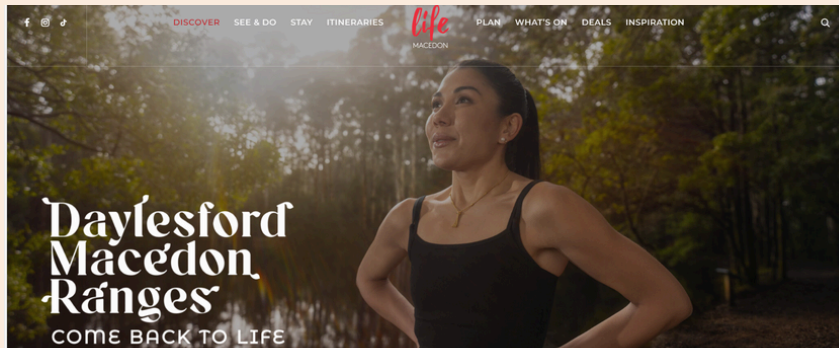 DISCOVER SEE & DO STAY ITINERARIES
life
MACEDON
PLAN WHAT'S ON DEALS INSPIRATION
Daylesford
Macedon
Ranges
COME BACK TO LIFE